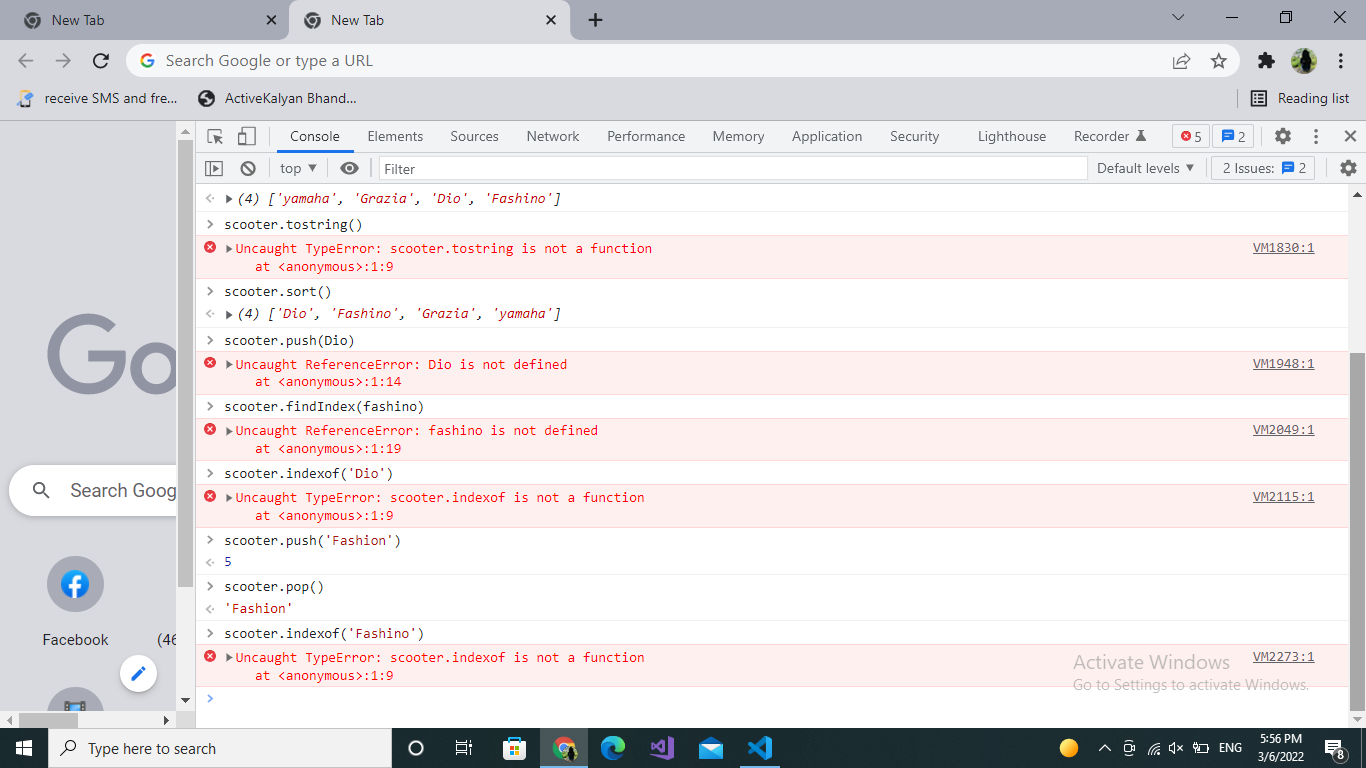 New Tab
New Tab
Search Google or type a URL
receive SMS and fre...
ActiveKalyan Bhand...
Reading list
Console Elements Sources Network Performance Memory Application Security Lighthouse Recorder 5 2
top Filter Default levels 2 Issues: 2
(4) ['yamaha', 'Grazia', 'Dio', 'Fashino']
scooter.tostring()
Uncaught TypeError: scooter.tostring is not a function VM1830:1
at <anonymous>:1:9
scooter.sort()
(4) ['Dio', 'Fashino', 'Grazia', 'yamaha']
scooter.push(Dio)
Uncaught ReferenceError: Dio is not defined VM1948:1
at <anonymous>:1:14
scooter.findIndex(fashino)
Uncaught ReferenceError: fashino is not defined VM2049:1
at <anonymous>:1:19
scooter.indexof('Dio')
Uncaught TypeError: scooter.indexof is not a function VM2115:1
at <anonymous>:1:9
scooter.push('Fashion')
5
scooter.pop()
'Fashion'
scooter.indexof('Fashino')
Uncaught TypeError: scooter.indexof is not a function VM2273:1
at <anonymous>:1:9
Go
Search Goog
Facebook
(46
Activate Windows
Go to Settings to activate Windows.
Type here to search
ENG
5:56 PM
3/6/2022
8